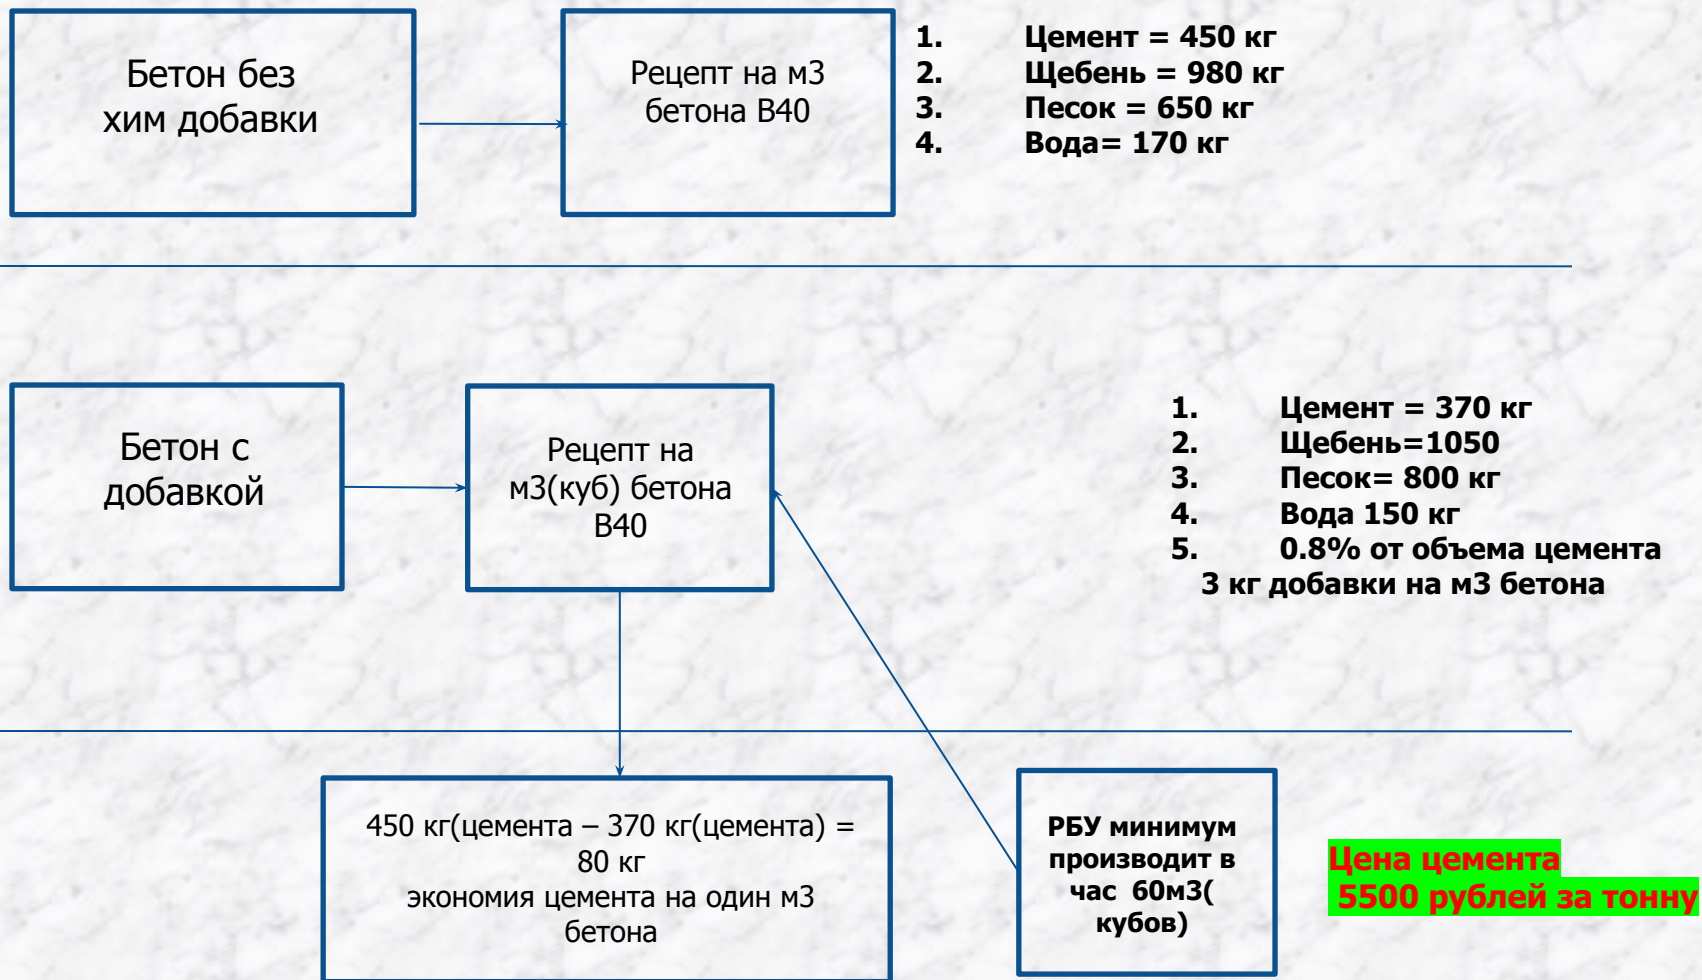 Бетон без
хим добавки
Рецепт на м3
бетона В40
1. Цемент = 450 кг
2. Щебень = 980 кг
3. Песок = 650 кг
4. Вода= 170 кг
Бетон с
добавкой
Рецепт на
м3(куб) бетона
В40
1. Цемент = 370 кг
2. Щебень=1050
3. Песок= 800 кг
4. Вода 150 кг
5. 0.8% от объема цемента
3 кг добавки на м3 бетона
450 кг(цемента – 370 кг(цемента) =
80 кг
экономия цемента на один м3
бетона
РБУ минимум
производит в
час 60м3(
кубов)
Цена цемента
5500 рублей за тонну